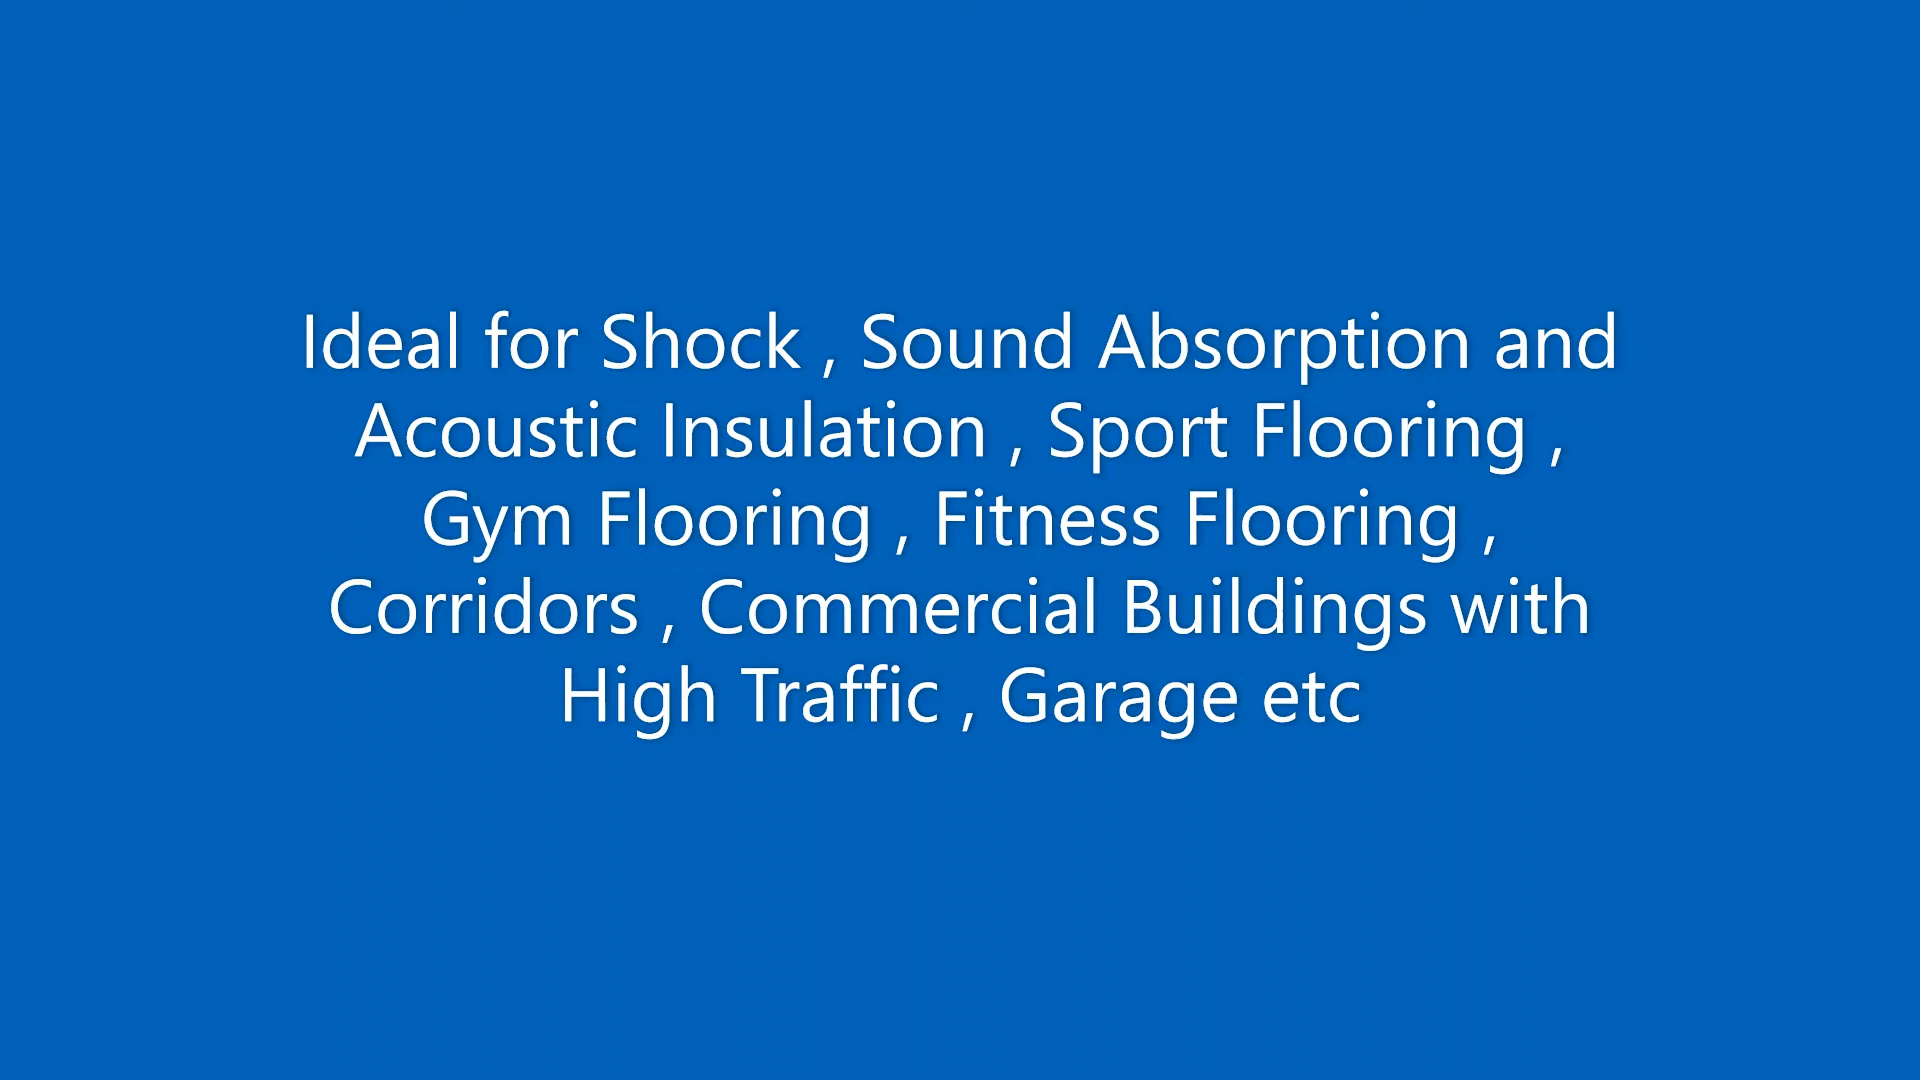 Ideal for Shock , Sound Absorption and
Acoustic Insulation , Sport Flooring ,
Gym Flooring , Fitness Flooring ,
Corridors , Commercial Buildings with
High Traffic , Garage etc